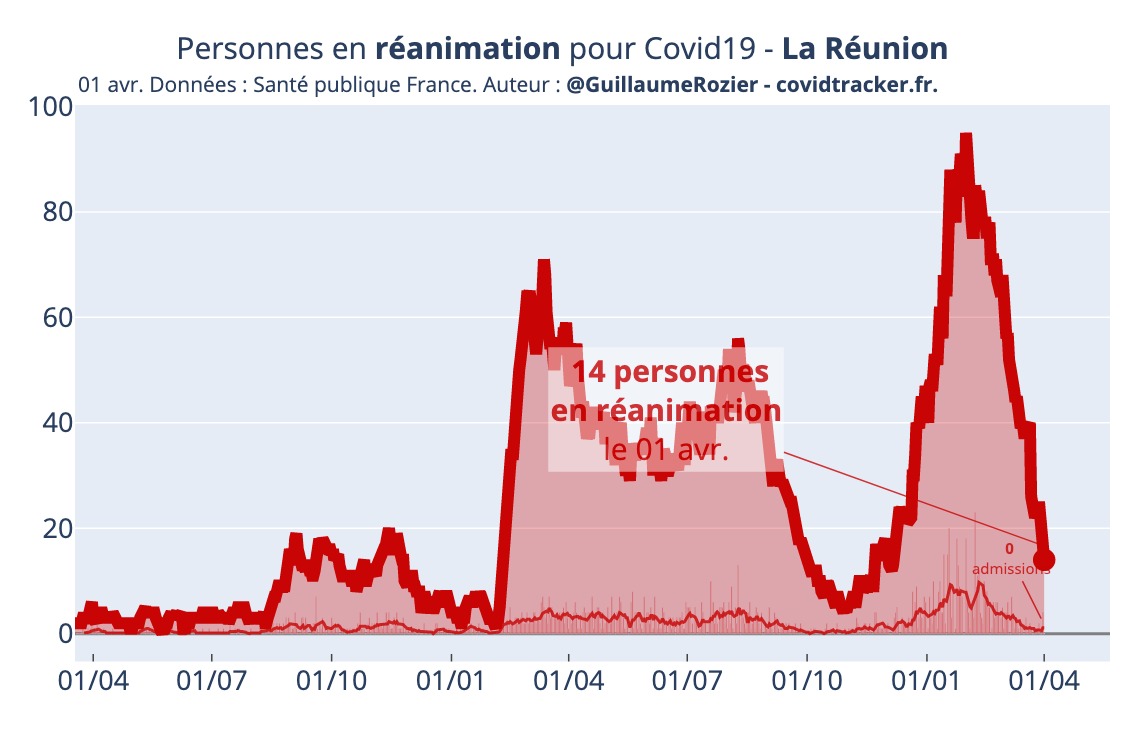 Personnes en réanimation pour Covid19 - La Réunion
01 avr. Données : Santé publique France. Auteur : @GuillaumeRozier - covidtracker.fr.
100
80
60
40
20
0
14 personnes
en réanimation
le 01 avr.
0
admissions
01/04
01/07
01/10
01/01
01/04
01/07
01/10
01/01
01/04